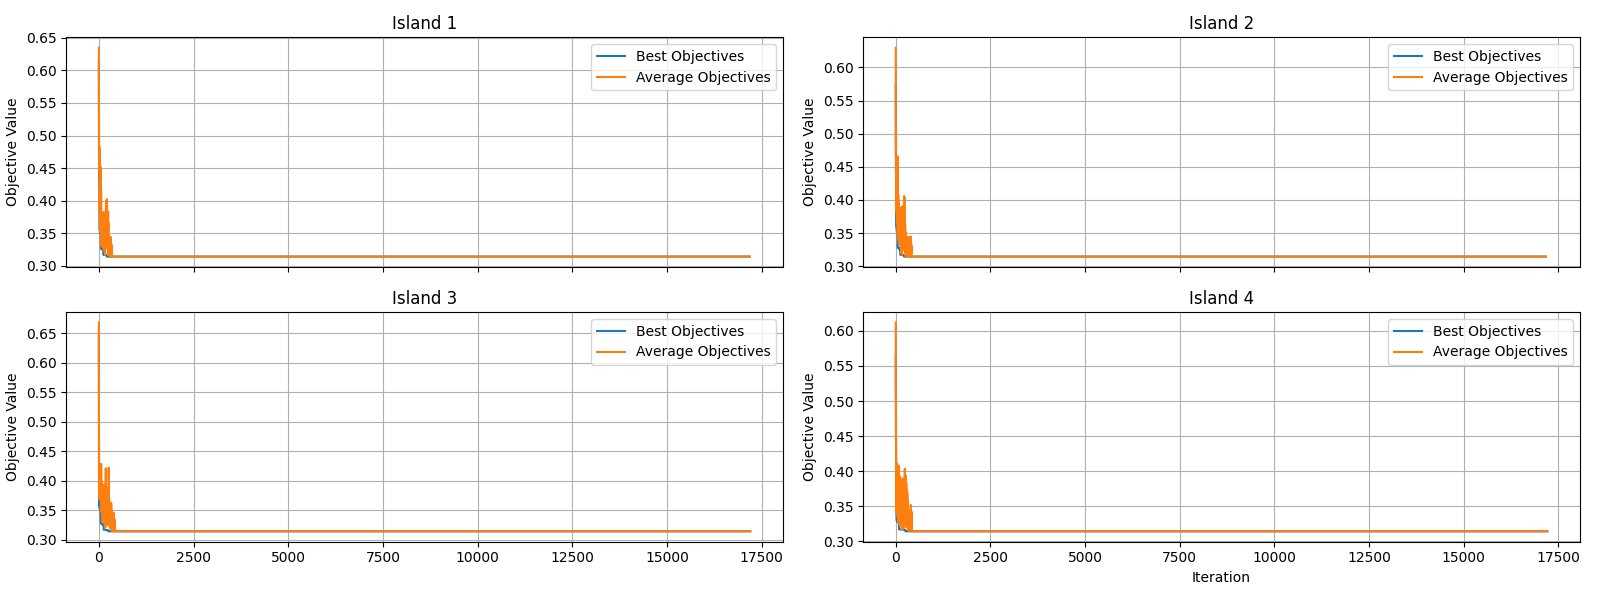 Island 1
Objective Value
0.65
0.60
0.55
0.50
0.45
0.40
0.35
0.30
Best Objectives
Average Objectives
Island 2
Objective Value
0.60
0.55
0.50
0.45
0.40
0.35
0.30
Best Objectives
Average Objectives
Island 3
Objective Value
0.65
0.60
0.55
0.50
0.45
0.40
0.35
0.30
Best Objectives
Average Objectives
0 2500 5000 7500 10000 12500 15000 17500
Island 4
Objective Value
0.60
0.55
0.50
0.45
0.40
0.35
0.30
Best Objectives
Average Objectives
0 2500 5000 7500 10000 12500 15000 17500
Iteration